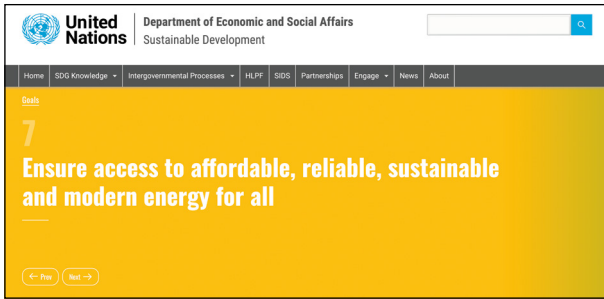 United
Nations
Department of Economic and Social Affairs
Sustainable Development
Home SDG Knowledge Intergovernmental Processes HLPF SIDS Partnerships Engage News About
Goals
7
Ensure access to affordable, reliable, sustainable
and modern energy for all
← Prev Next →